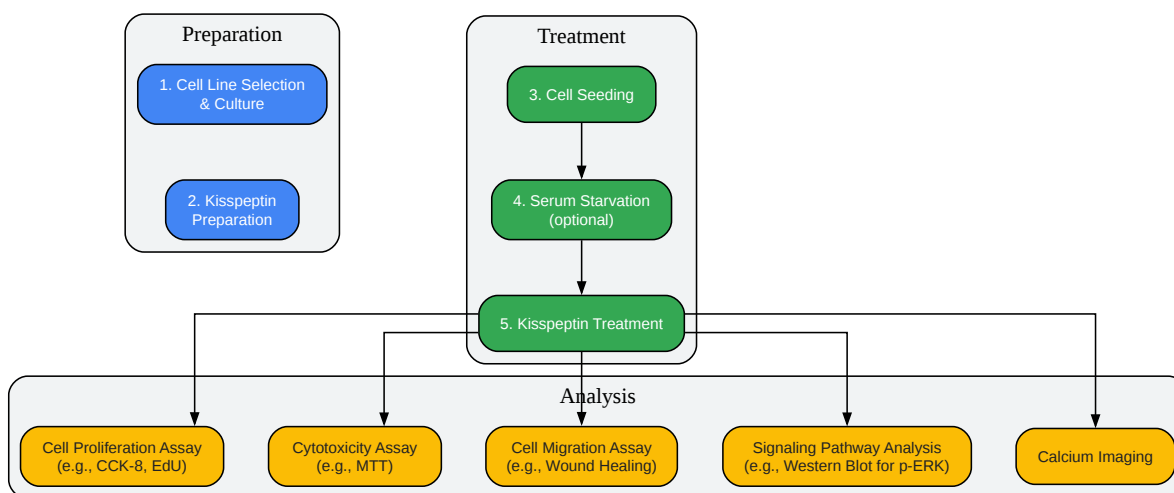 Preparation
1. Cell Line Selection
& Culture
2. Kisspeptin
Preparation
Treatment
3. Cell Seeding
4. Serum Starvation
(optional)
5. Kisspeptin Treatment
Analysis
Cell Proliferation Assay
(e.g., CCK-8, EdU)
Cytotoxicity Assay
(e.g., MTT)
Cell Migration Assay
(e.g., Wound Healing)
Signaling Pathway Analysis
(e.g., Western Blot for p-ERK)
Calcium Imaging